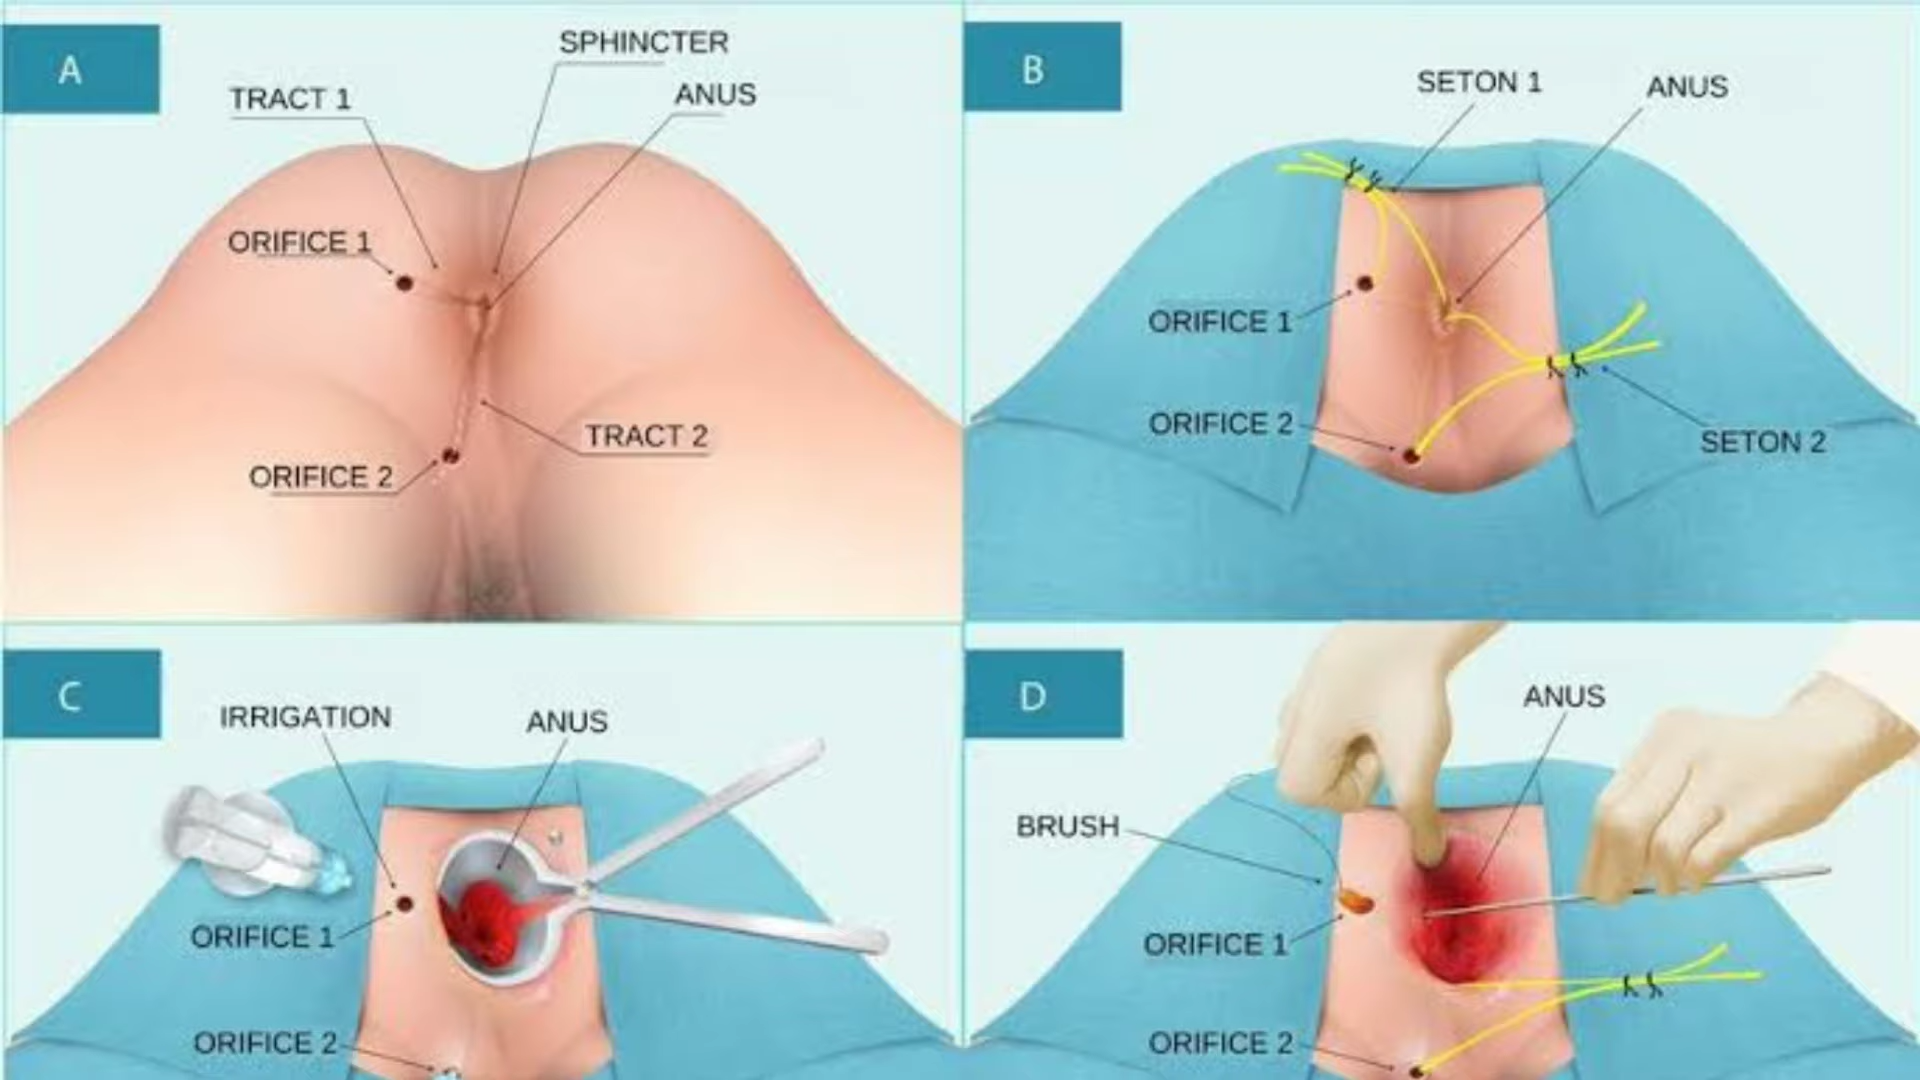 A
SPHINCTER
TRACT 1
ANUS
ORIFICE 1
TRACT 2
ORIFICE 2
B
SETON 1
ANUS
ORIFICE 1
ORIFICE 2
SETON 2
C
IRRIGATION
ANUS
ORIFICE 1
ORIFICE 2
D
ANUS
BRUSH
ORIFICE 1
ORIFICE 2